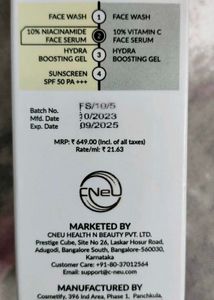 FACE WASH 1 FACE WASH
10% NIACINAMIDE 10% VITAMIN C
FACE SERUM 2 FACE SERUM
HYDRA HYDRA
BOOSTING GEL 3 BOOSTING GEL
SUNSCREEN
SPF 50 PA +++ 4
Batch No. FS/10/5
Mfd. Date 10/2023
Exp. Date 09/2025
MRP: ₹ 649.00 (Incl. of all taxes)
Rate/ml: ₹ 21.63
CNEU
MARKETED BY
CNEU HEALTH N BEAUTY PVT. LTD.
Prestige Cube, Site No 26, Laskar Hosur Road,
Adugodi, Bangalore South, Bangalore-560030,
Karnataka
Customer Care: +91-80-37012564
Email: support@c-neu.com
MANUFACTURED BY
Cosmetify, 396 Ind Area, Phase 1, Panchkula,